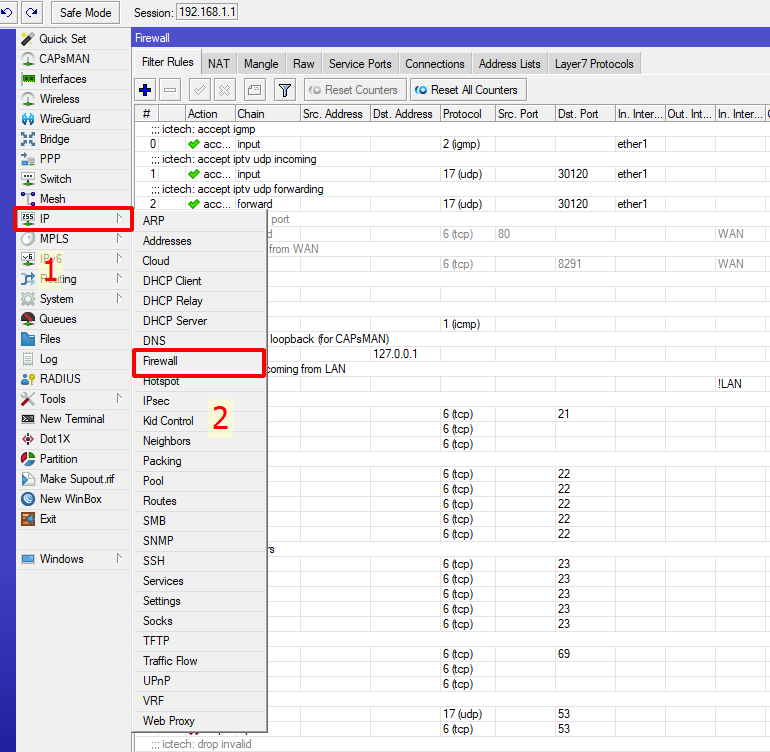 Safe Mode Session: 192.168.1.1
Quick Set
CAPsMAN
Interfaces
Wireless
WireGuard
Bridge
PPP
Switch
Mesh
IP
MPLS
IPv6
Routing
System
Queues
Files
Log
RADIUS
Tools
New Terminal
Dot1X
Partition
Make Supout.rif
New WinBox
Exit
Windows
1
ARP
Addresses
Cloud
DHCP Client
DHCP Relay
DHCP Server
DNS
Firewall
Hotspot
IPsec
Kid Control
Neighbors
Packing
Pool
Routes
SMB
SNMP
SSH
Services
Settings
Socks
TFTP
Traffic Flow
UPnP
VRF
Web Proxy
2
Firewall
Filter Rules NAT Mangle Raw Service Ports Connections Address Lists Layer7 Protocols
Reset Counters Reset All Counters
# Action Chain Src. Address Dst. Address Protocol Src. Port Dst. Port In. Inter... Out. Int... In. Inter...
;;; ictech: accept igmp
0 acc... input 2 (igmp) ether1
;;; ictech: accept iptv udp incoming
1 acc... input 17 (udp) 30120 ether1
;;; ictech: accept iptv udp forwarding
2 acc... forward 17 (udp) 30120 ether1
port
d 6 (tcp) 80 WAN
from WAN
6 (tcp) 8291 WAN
1 (icmp)
loopback (for CAPsMAN)
127.0.0.1
coming from LAN
!LAN
6 (tcp) 21
6 (tcp)
6 (tcp)
6 (tcp) 22
6 (tcp) 22
6 (tcp) 22
6 (tcp) 22
6 (tcp) 22
rs
6 (tcp) 23
6 (tcp) 23
6 (tcp) 23
6 (tcp) 23
6 (tcp) 23
6 (tcp) 69
6 (tcp)
6 (tcp)
17 (udp) 53
6 (tcp) 53
;;; ictech: drop invalid